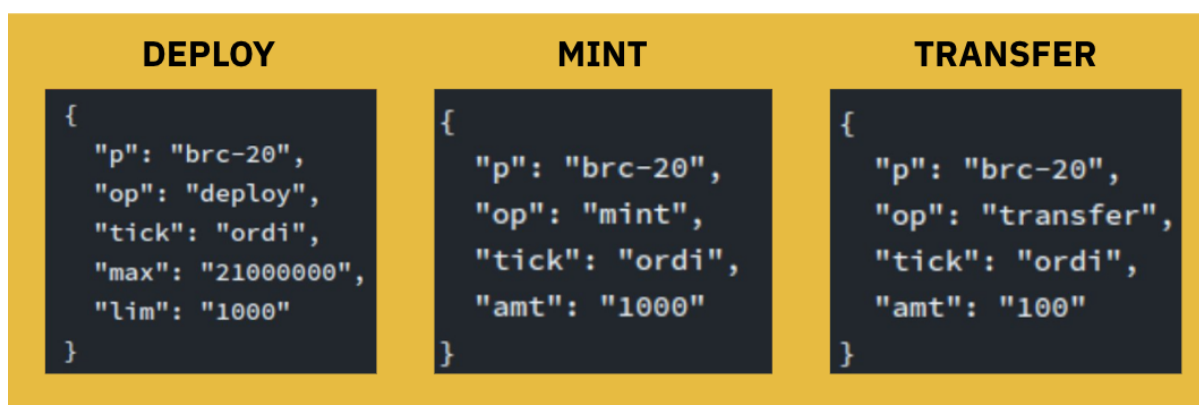 DEPLOY
{
"p": "brc-20",
"op": "deploy",
"tick": "ordi",
"max": "21000000",
"lim": "1000"
}
MINT
{
"p": "brc-20",
"op": "mint",
"tick": "ordi",
"amt": "1000"
}
TRANSFER
{
"p": "brc-20",
"op": "transfer",
"tick": "ordi",
"amt": "100"
}